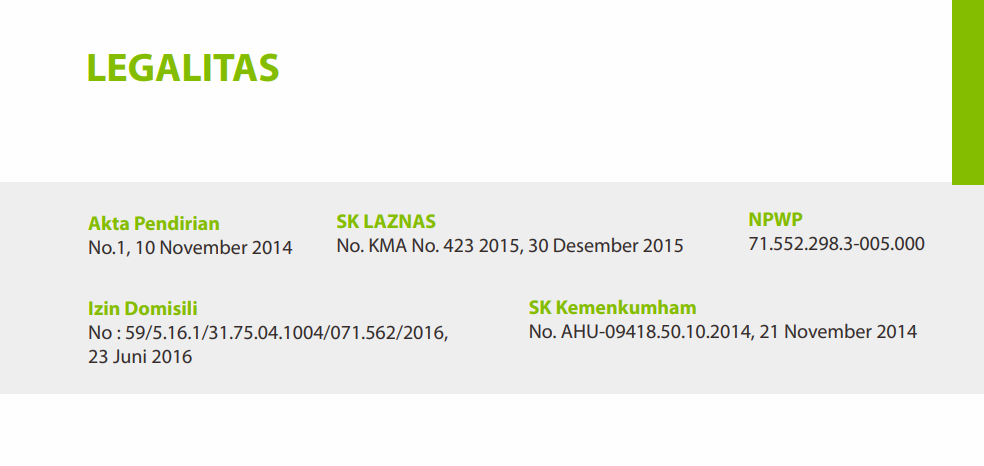 LEGALITAS
Akta Pendirian
No.1, 10 November 2014
SK LAZNAS
No. KMA No. 423 2015, 30 Desember 2015
NPWP
71.552.298.3-005.000
Izin Domisili
No : 59/5.16.1/31.75.04.1004/071.562/2016,
23 Juni 2016
SK Kemenkumham
No. AHU-09418.50.10.2014, 21 November 2014